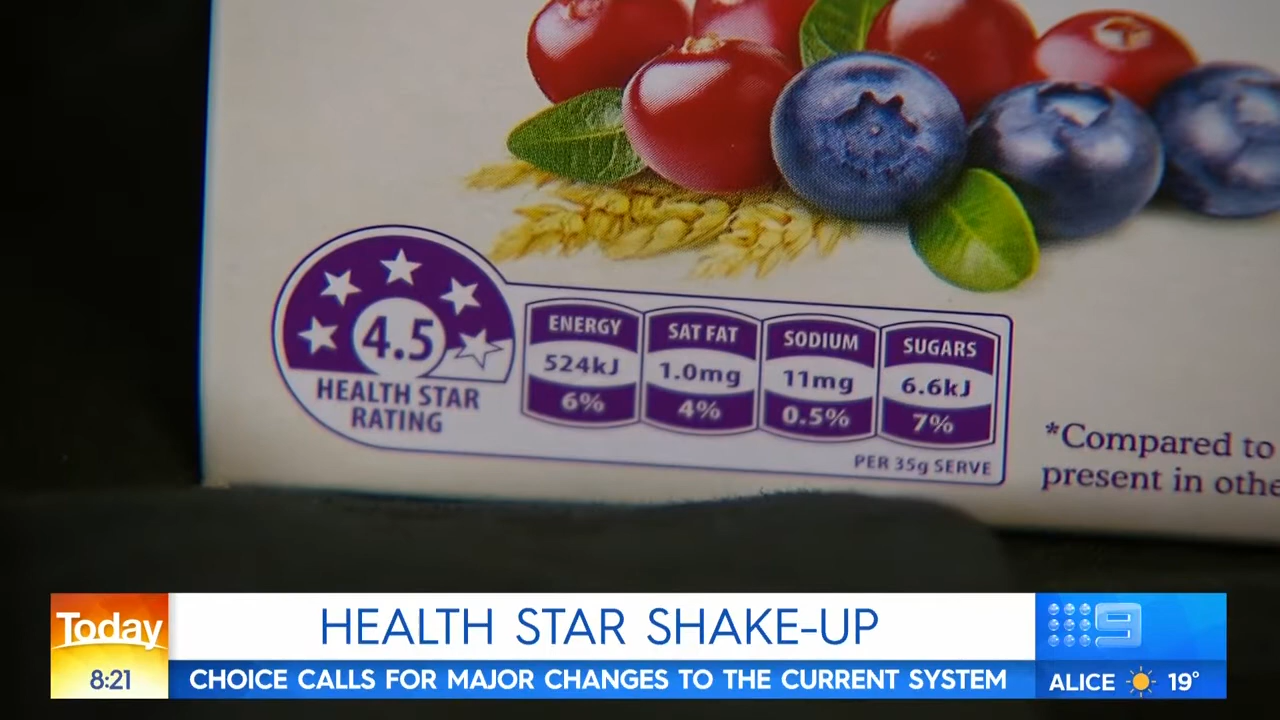 4.5
HEALTH STAR
RATING
ENERGY
524kJ
6%
SAT FAT
1.0mg
4%
SODIUM
11mg
0.5%
SUGARS
6.6kJ
7%
PER 35g SERVE
*Compared to
present in othe
Today
8:21
HEALTH STAR SHAKE-UP
CHOICE CALLS FOR MAJOR CHANGES TO THE CURRENT SYSTEM
9
ALICE 19°